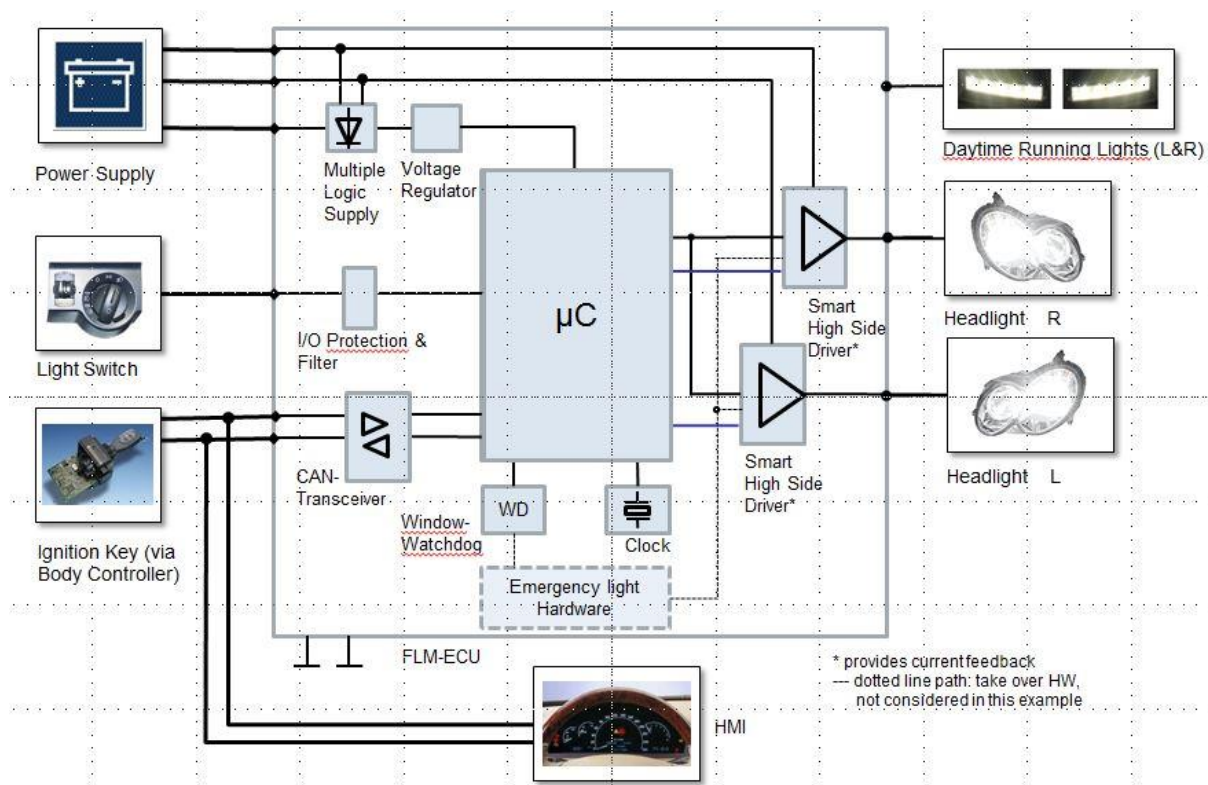 Power Supply
Multiple
Logic
Supply
Voltage
Regulator
Daytime Running Lights (L&R)
Light Switch
I/O Protection &
Filter
µC
Smart
High Side
Driver*
Headlight R
CAN-
Transceiver
Smart
High Side
Driver*
Headlight L
Ignition Key (via
Body Controller)
Window-
Watchdog
WD
Clock
Emergency light
Hardware
FLM-ECU
* provides current feedback
--- dotted line path: take over HW,
not considered in this example
HMI